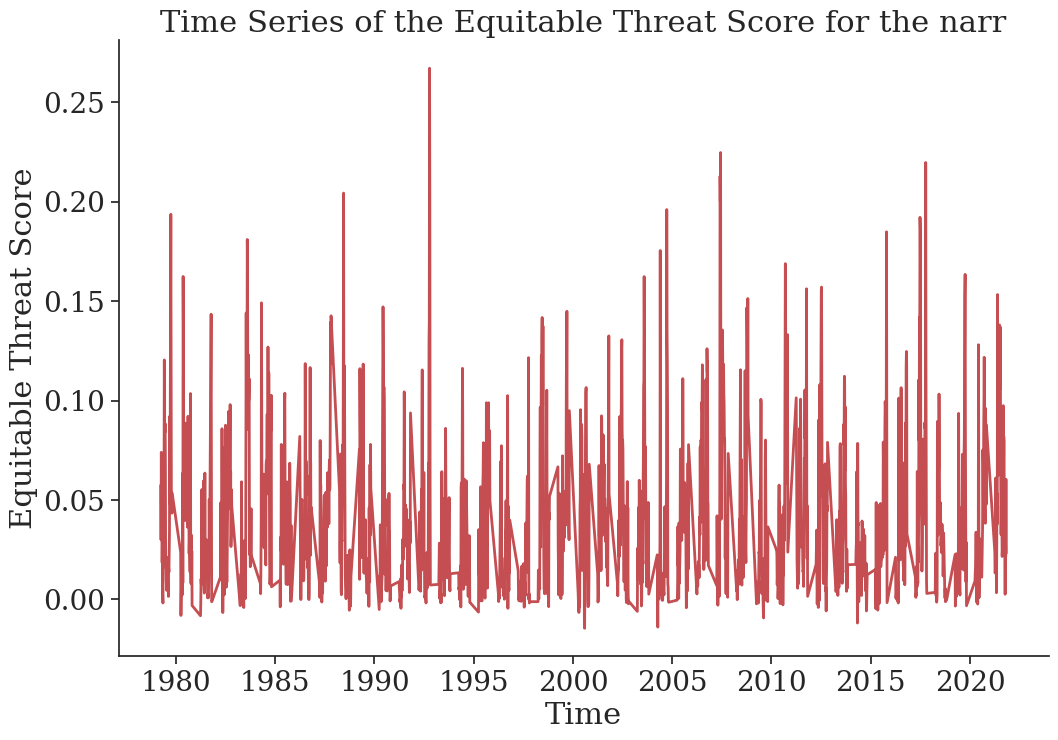 Time Series of the Equitable Threat Score for the narr
Equitable Threat Score
0.25
0.20
0.15
0.10
0.05
0.00
1980 1985 1990 1995 2000 2005 2010 2015 2020
Time